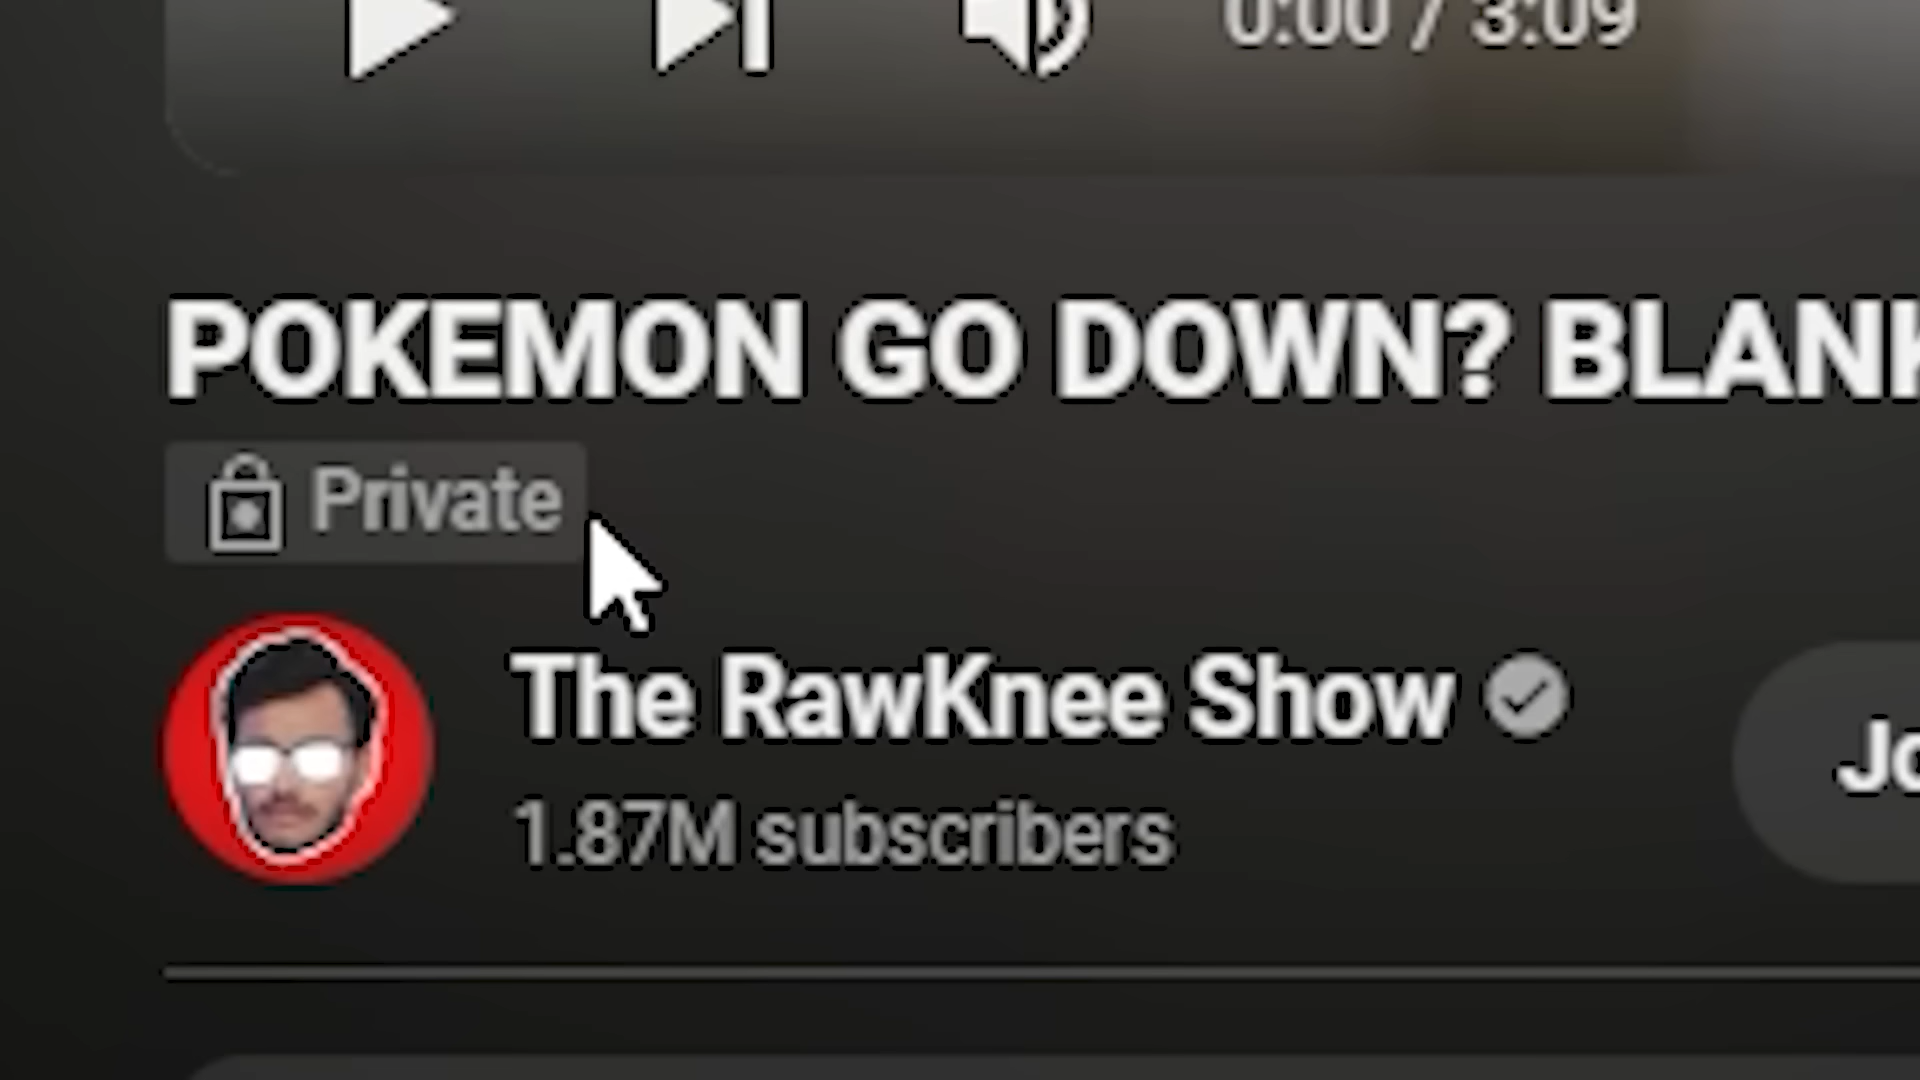 0:00 / 3:09
POKEMON GO DOWN? BLANK
Private
The RawKnee Show
1.87M subscribers